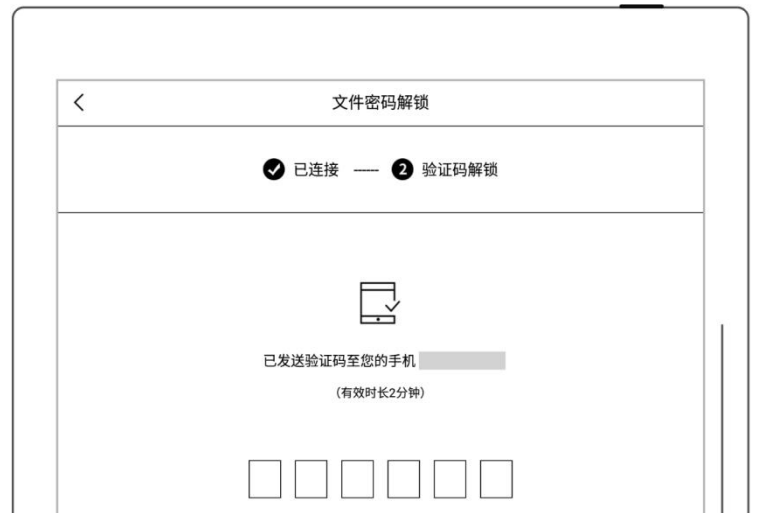 文件密码解锁
已连接 ----- 2 验证码解锁
已发送验证码至您的手机
(有效时长2分钟)